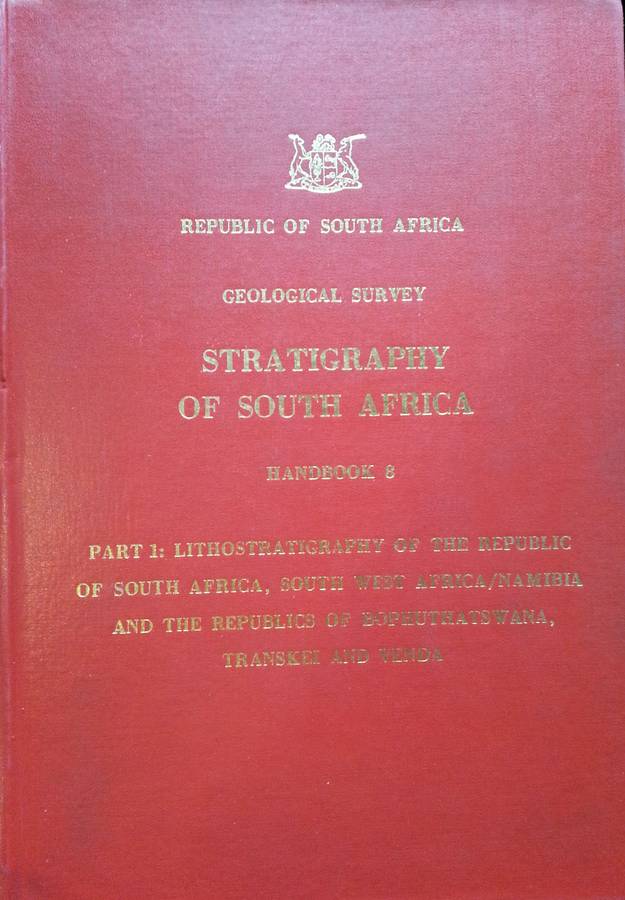 REPUBLIC OF SOUTH AFRICA
GEOLOGICAL SURVEY
STRATIGRAPHY
OF SOUTH AFRICA
HANDBOOK 8
PART 1: LITHOSTRATIGRAPHY OF THE REPUBLIC
OF SOUTH AFRICA, SOUTH WEST AFRICA/NAMIBIA
AND THE REPUBLICS OF BOPHUTHATSWANA,
TRANSKEI AND VENDA